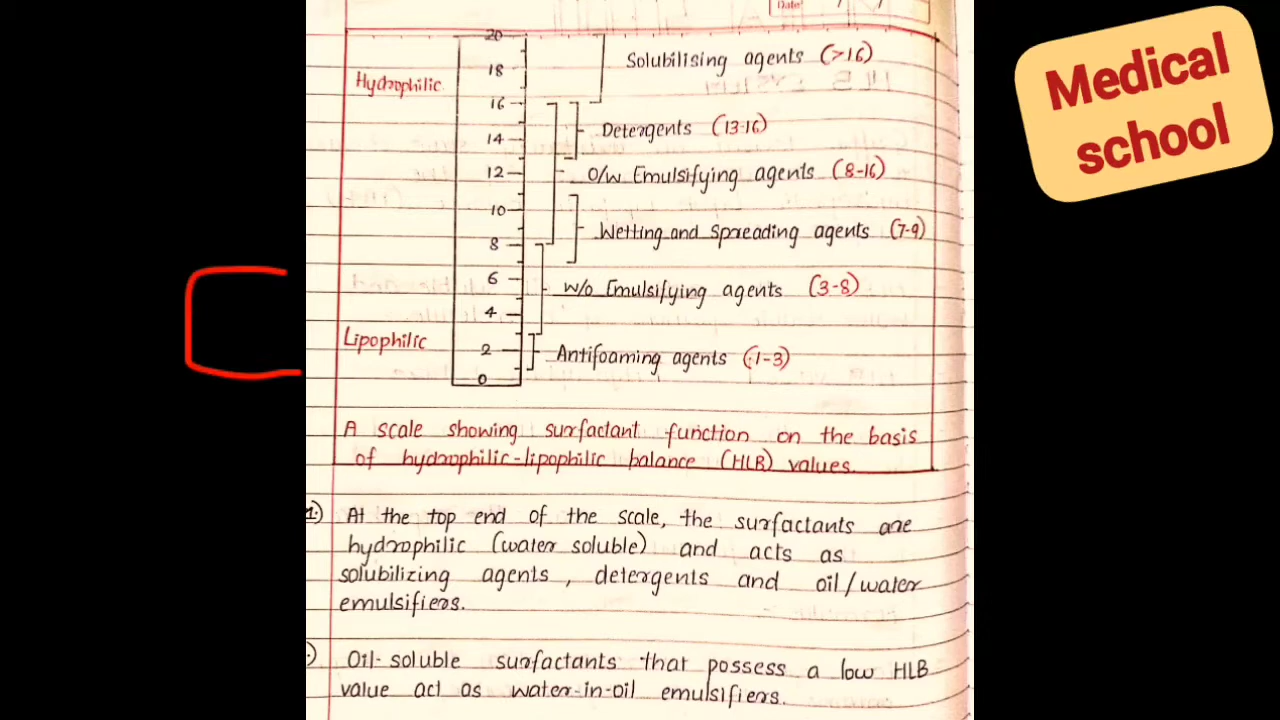 Date / /
Medical
school
20
Solubilising agents (>16)
18
Hydrophilic
16
Detergents (13-16)
14
12 O/W Emulsifying agents (8-16)
10
Wetting and Spreading agents (7-9)
8
6
W/O Emulsifying agents (3-8)
4
Lipophilic
2 Antifoaming agents (1-3)
0
A scale showing surfactant function on the basis
of hydrophilic-lipophilic balance (HLB) values.
1.) At the top end of the scale, the surfactants are
hydrophilic (water soluble) and acts as
solubilizing agents, detergents and oil/water
emulsifiers.
Oil-soluble surfactants that possess a low HLB
value act as water-in-oil emulsifiers.